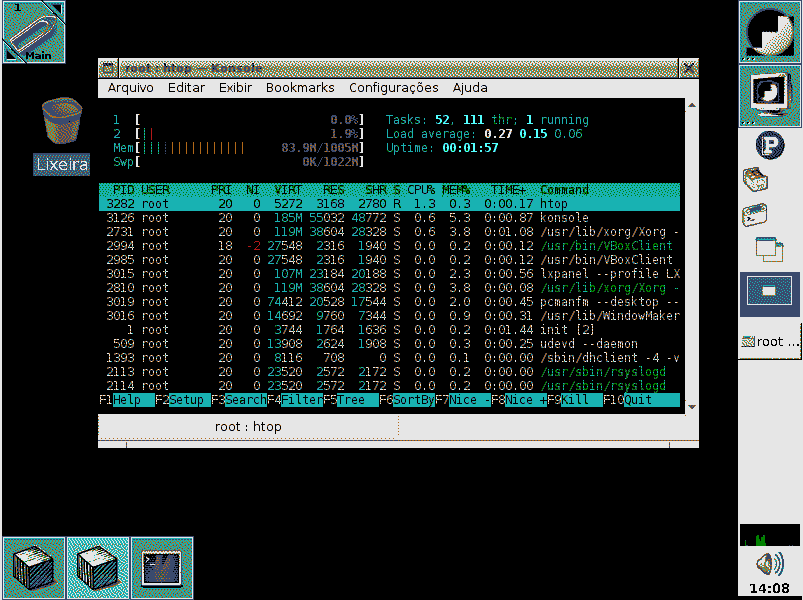 1
Main
root : htop — Konsole
Arquivo Editar Exibir Bookmarks Configurações Ajuda
1 [ 0.0%] Tasks: 52, 111 thr; 1 running
2 [|| 1.9%] Load average: 0.27 0.15 0.06
Mem[||||||||||||||||| 83.9M/1005M] Uptime: 00:01:57
Swp[ 0K/1022M]
Lixeira
PID USER PRI NI VIRT RES SHR S CPU% MEM% TIME+ Command
3282 root 20 0 5272 3168 2780 R 1.3 0.3 0:00.17 htop
3126 root 20 0 185M 55032 48772 S 0.6 5.3 0:00.87 konsole
2731 root 20 0 119M 38604 28328 S 0.6 3.8 0:01.08 /usr/lib/xorg/Xorg -
2994 root 18 -2 27548 2316 1940 S 0.0 0.2 0:00.12 /usr/bin/VBoxClient
2985 root 20 0 27548 2316 1940 S 0.0 0.2 0:00.12 /usr/bin/VBoxClient
3015 root 20 0 107M 23184 20188 S 0.0 2.3 0:00.56 lxpanel --profile LX
2810 root 20 0 119M 38604 28328 S 0.0 3.8 0:00.08 /usr/lib/xorg/Xorg -
3019 root 20 0 74412 20528 17544 S 0.0 2.0 0:00.45 pcmanfm --desktop --
3016 root 20 0 14692 9760 7344 S 0.0 0.9 0:00.31 /usr/lib/WindowMaker
1 root 20 0 3744 1764 1636 S 0.0 0.2 0:01.44 init [2]
509 root 20 0 13908 2624 1908 S 0.0 0.3 0:00.25 udevd --daemon
1393 root 20 0 8116 708 0 S 0.0 0.1 0:00.00 /sbin/dhclient -4 -v
2113 root 20 0 23520 2572 2172 S 0.0 0.2 0:00.00 /usr/sbin/rsyslogd
2114 root 20 0 23520 2572 2172 S 0.0 0.2 0:00.00 /usr/sbin/rsyslogd
F1Help F2Setup F3SearchF4FilterF5Tree F6SortByF7Nice -F8Nice +F9Kill F10Quit
root : htop
P
root ...
14:08